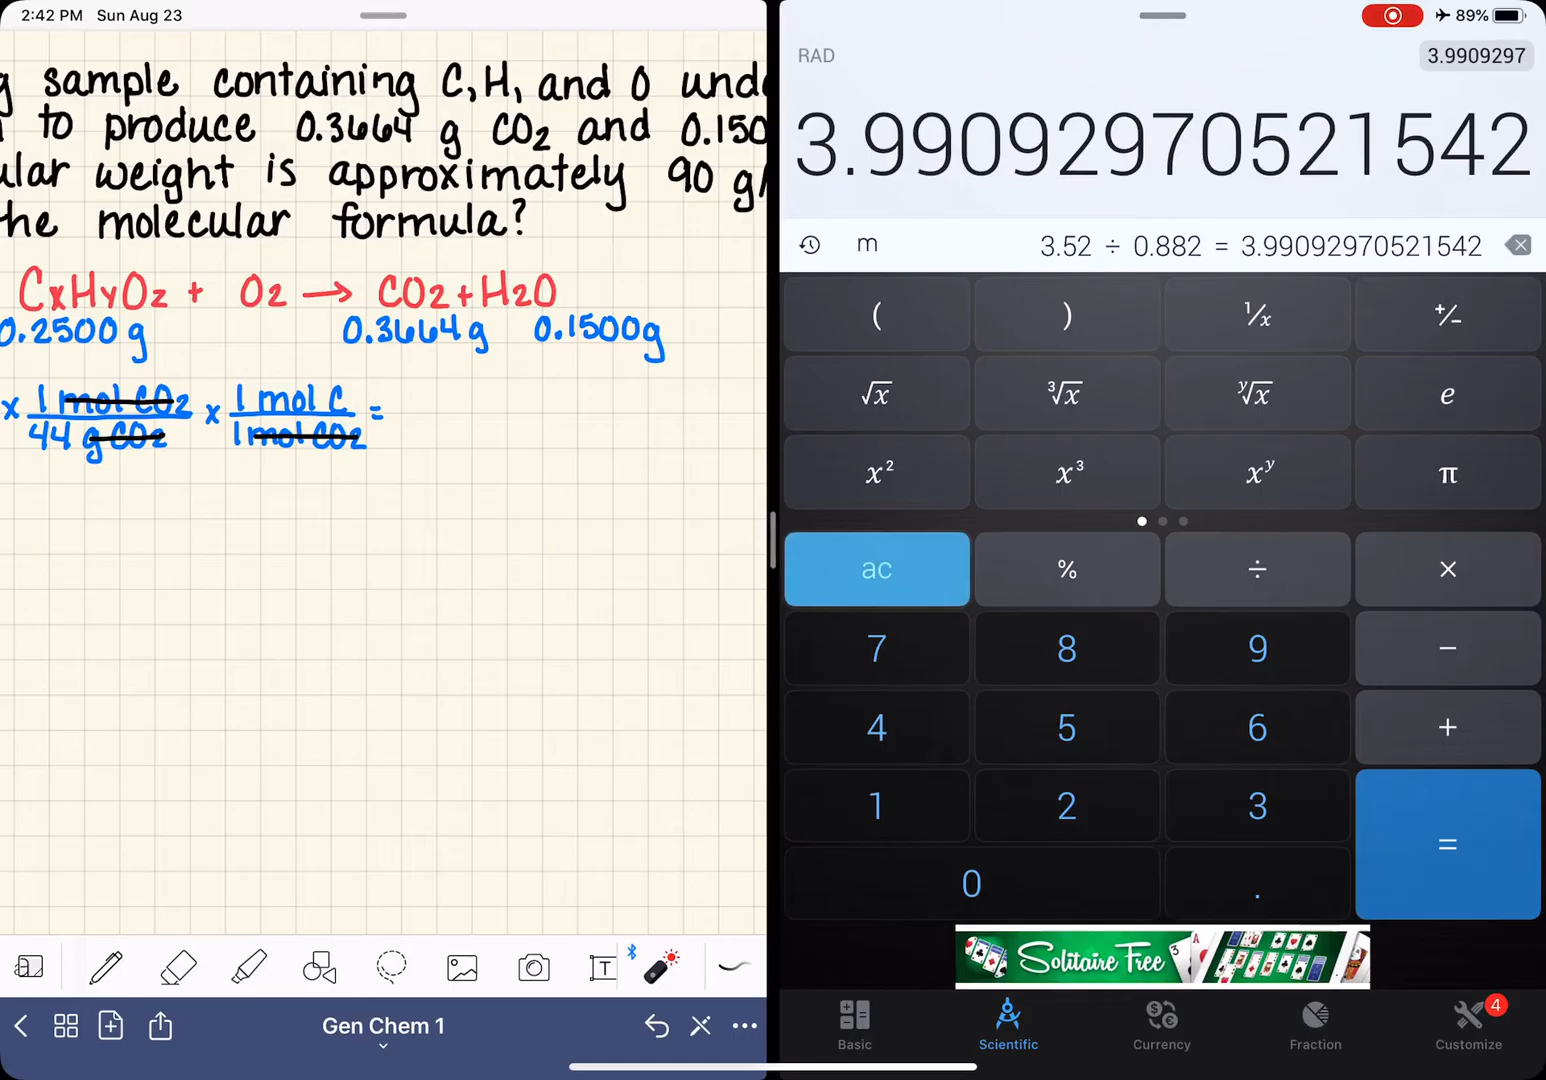 2:42 PM Sun Aug 23
g sample containing C, H, and O und
to produce 0.3664 g CO2 and 0.150
ular weight is approximately 90 g/
he molecular formula?
CxHyOz + O2 → CO2 + H2O
0.2500 g 0.3664 g 0.1500g
x 1 mol CO2 / 44 g CO2 x 1 mol C / 1 mol CO2 =
T
Gen Chem 1
89%
RAD 3.9909297
3.99092970521542
m 3.52 ÷ 0.882 = 3.99092970521542
( ) 1/x +/-
√x ³√x ʸ√x e
x² x³ xʸ π
ac % ÷ ×
7 8 9 −
4 5 6 +
1 2 3 =
0 .
Solitaire Free
Basic Scientific Currency Fraction Customize
4